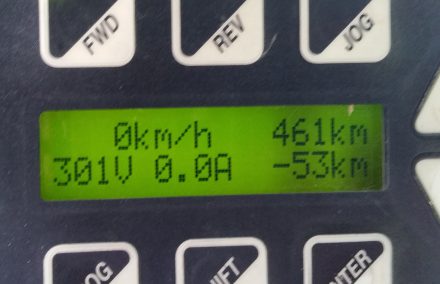 FWD REV JOG
0km/h 461km
301V 0.0A -53km